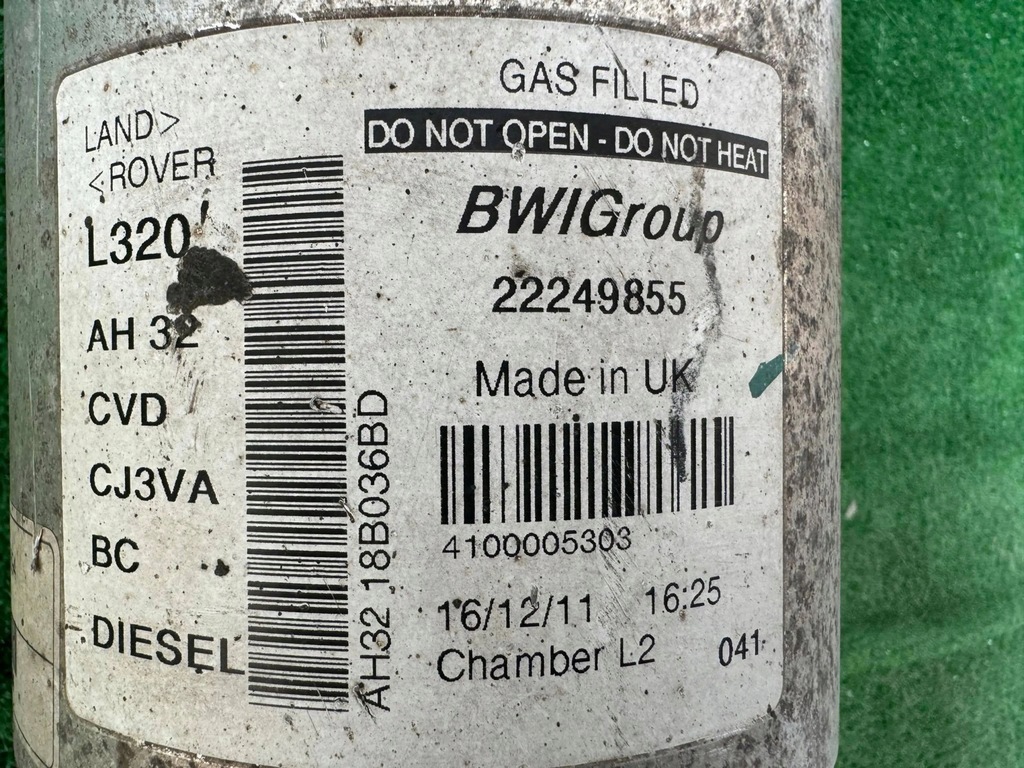 LAND>
<ROVER
L320
AH 32
CVD
CJ3VA
BC
DIESEL
AH32 18B036BD
GAS FILLED
DO NOT OPEN - DO NOT HEAT
BWIGroup
22249855
Made in UK
4100005303
16/12/11 16:25
Chamber L2 041